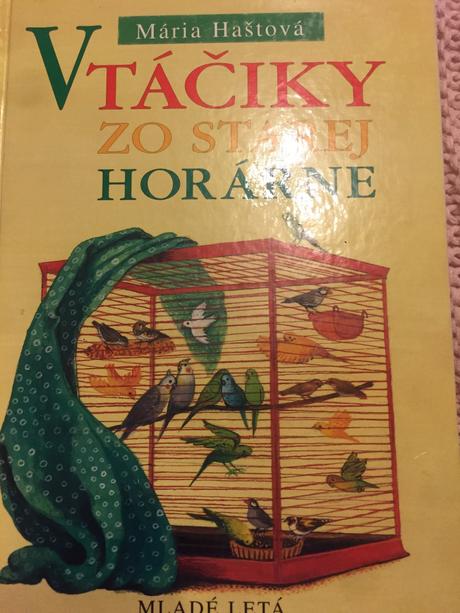 Mária Haštová
VTÁČIKY
ZO STAREJ
HORÁRNE
MLADÉ LETÁ